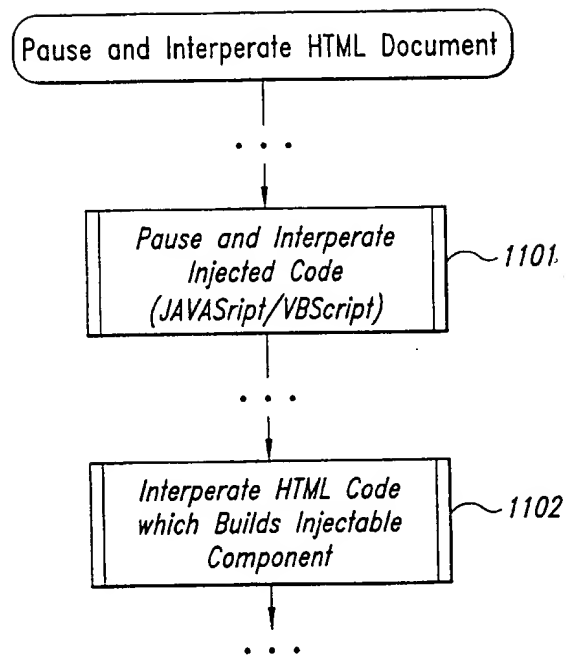 Pause and Interperate HTML Document
• • •
Pause and Interperate
Injected Code
(JAVASript/VBScript)
1101
• • •
Interperate HTML Code
which Builds Injectable
Component
1102
• • •